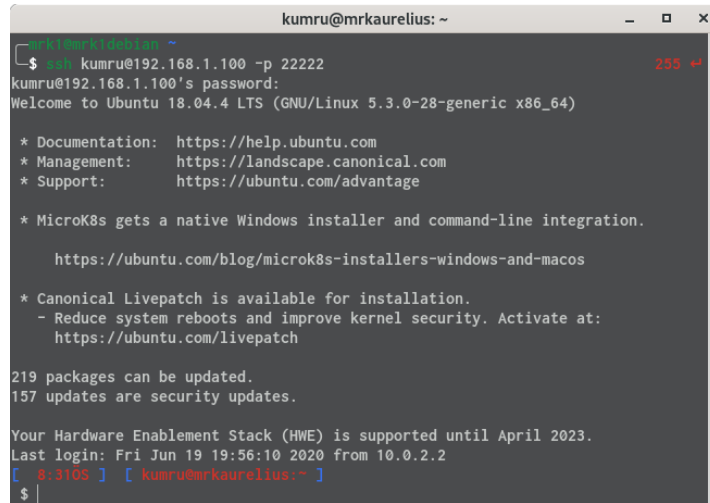 kumru@mrkaurelius: ~
mrk1@mrk1debian ~
$ ssh kumru@192.168.1.100 -p 22222 255 ↵
kumru@192.168.1.100's password:
Welcome to Ubuntu 18.04.4 LTS (GNU/Linux 5.3.0-28-generic x86_64)
* Documentation: https://help.ubuntu.com
* Management: https://landscape.canonical.com
* Support: https://ubuntu.com/advantage
* MicroK8s gets a native Windows installer and command-line integration.
https://ubuntu.com/blog/microk8s-installers-windows-and-macos
* Canonical Livepatch is available for installation.
- Reduce system reboots and improve kernel security. Activate at:
https://ubuntu.com/livepatch
219 packages can be updated.
157 updates are security updates.
Your Hardware Enablement Stack (HWE) is supported until April 2023.
Last login: Fri Jun 19 19:56:10 2020 from 10.0.2.2
[ 8:31ÖS ] [ kumru@mrkaurelius:~ ]
$